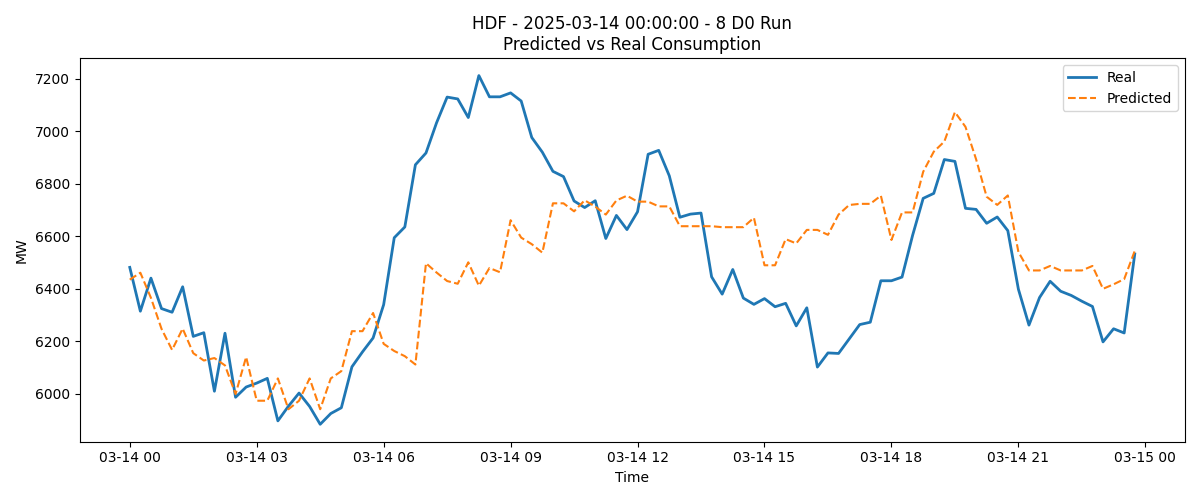 HDF - 2025-03-14 00:00:00 - 8 D0 Run
Predicted vs Real Consumption
Real
Predicted
MW
7200
7000
6800
6600
6400
6200
6000
03-14 00
03-14 03
03-14 06
03-14 09
03-14 12
03-14 15
03-14 18
03-14 21
03-15 00
Time